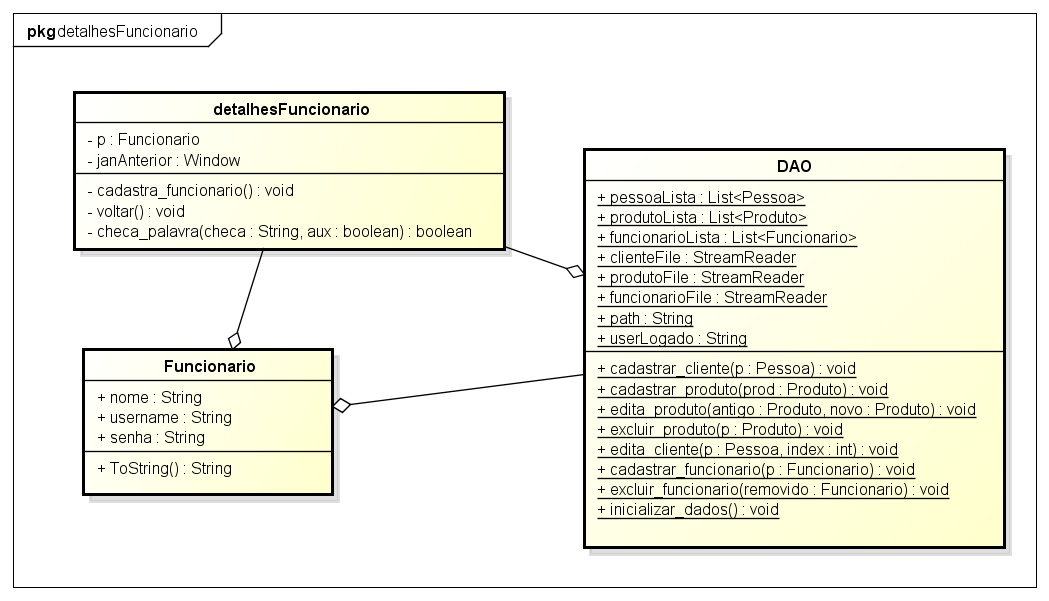 pkg detalhesFuncionario
detalhesFuncionario
- p : Funcionario
- janAnterior : Window
- cadastra_funcionario() : void
- voltar() : void
- checa_palavra(checa : String, aux : boolean) : boolean
DAO
+ pessoaLista : List<Pessoa>
+ produtoLista : List<Produto>
+ funcionarioLista : List<Funcionario>
+ clienteFile : StreamReader
+ produtoFile : StreamReader
+ funcionarioFile : StreamReader
+ path : String
+ userLogado : String
+ cadastrar_cliente(p : Pessoa) : void
+ cadastrar_produto(prod : Produto) : void
+ edita_produto(antigo : Produto, novo : Produto) : void
+ excluir_produto(p : Produto) : void
+ edita_cliente(p : Pessoa, index : int) : void
+ cadastrar_funcionario(p : Funcionario) : void
+ excluir_funcionario(removido : Funcionario) : void
+ inicializar_dados() : void
Funcionario
+ nome : String
+ username : String
+ senha : String
+ ToString() : String